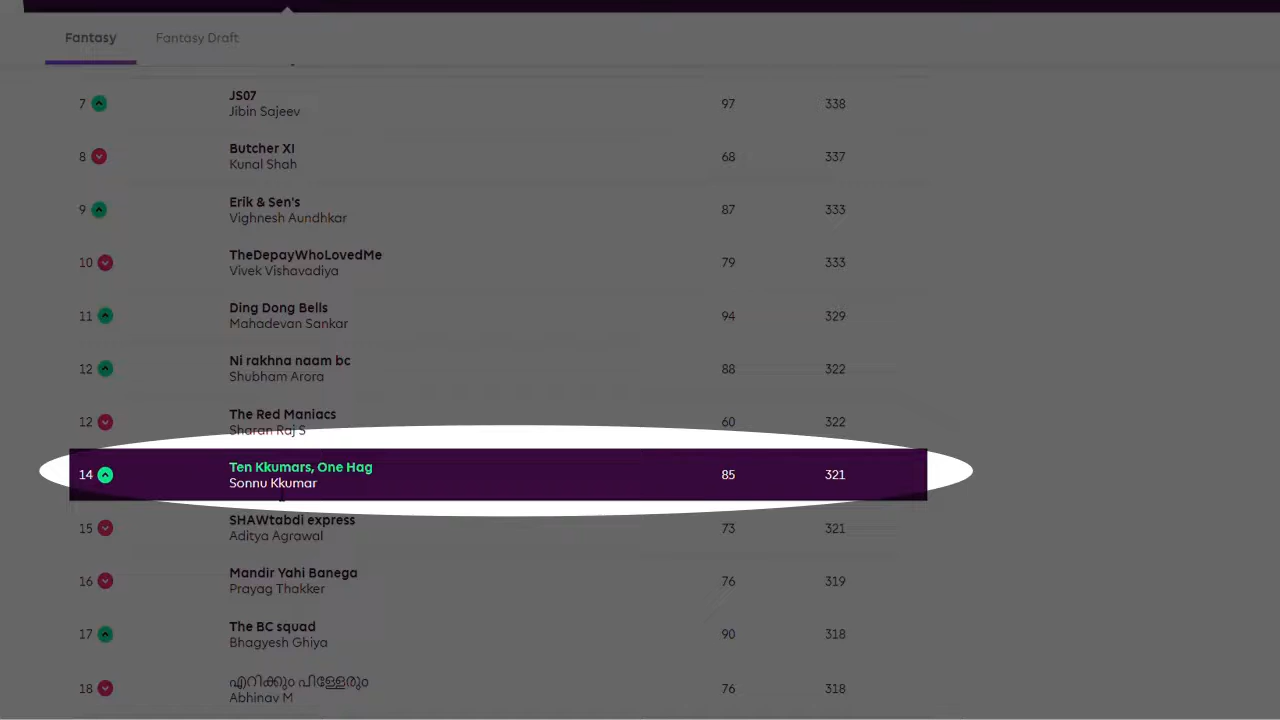 Fantasy Fantasy Draft
7 JS07 97 338
Jibin Sajeev
8 Butcher XI 68 337
Kunal Shah
9 Erik & Sen's 87 333
Vighnesh Aundhkar
10 TheDepayWhoLovedMe 79 333
Vivek Vishavadiya
11 Ding Dong Bells 94 329
Mahadevan Sankar
12 Ni rakhna naam bc 88 322
Shubham Arora
12 The Red Maniacs 60 322
Sharan Raj S
14 Ten Kkumars, One Hag 85 321
Sonnu Kkumar
15 SHAWtabdi express 73 321
Aditya Agrawal
16 Mandir Yahi Banega 76 319
Prayag Thakker
17 The BC squad 90 318
Bhagyesh Ghiya
18 എറിക്കും പിള്ളേരും 76 318
Abhinav M